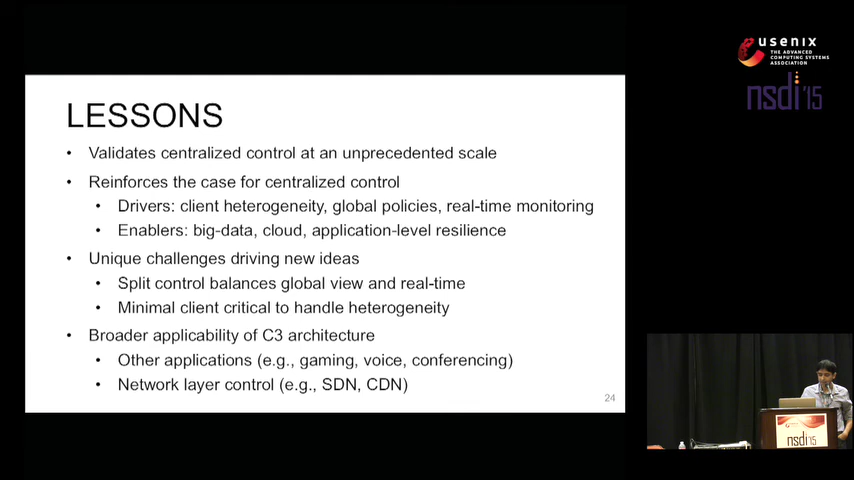 usenix
THE ADVANCED
COMPUTING SYSTEMS
ASSOCIATION
nsdi'15
LESSONS
• Validates centralized control at an unprecedented scale
• Reinforces the case for centralized control
• Drivers: client heterogeneity, global policies, real-time monitoring
• Enablers: big-data, cloud, application-level resilience
• Unique challenges driving new ideas
• Split control balances global view and real-time
• Minimal client critical to handle heterogeneity
• Broader applicability of C3 architecture
• Other applications (e.g., gaming, voice, conferencing)
• Network layer control (e.g., SDN, CDN)
24
nsdi'15